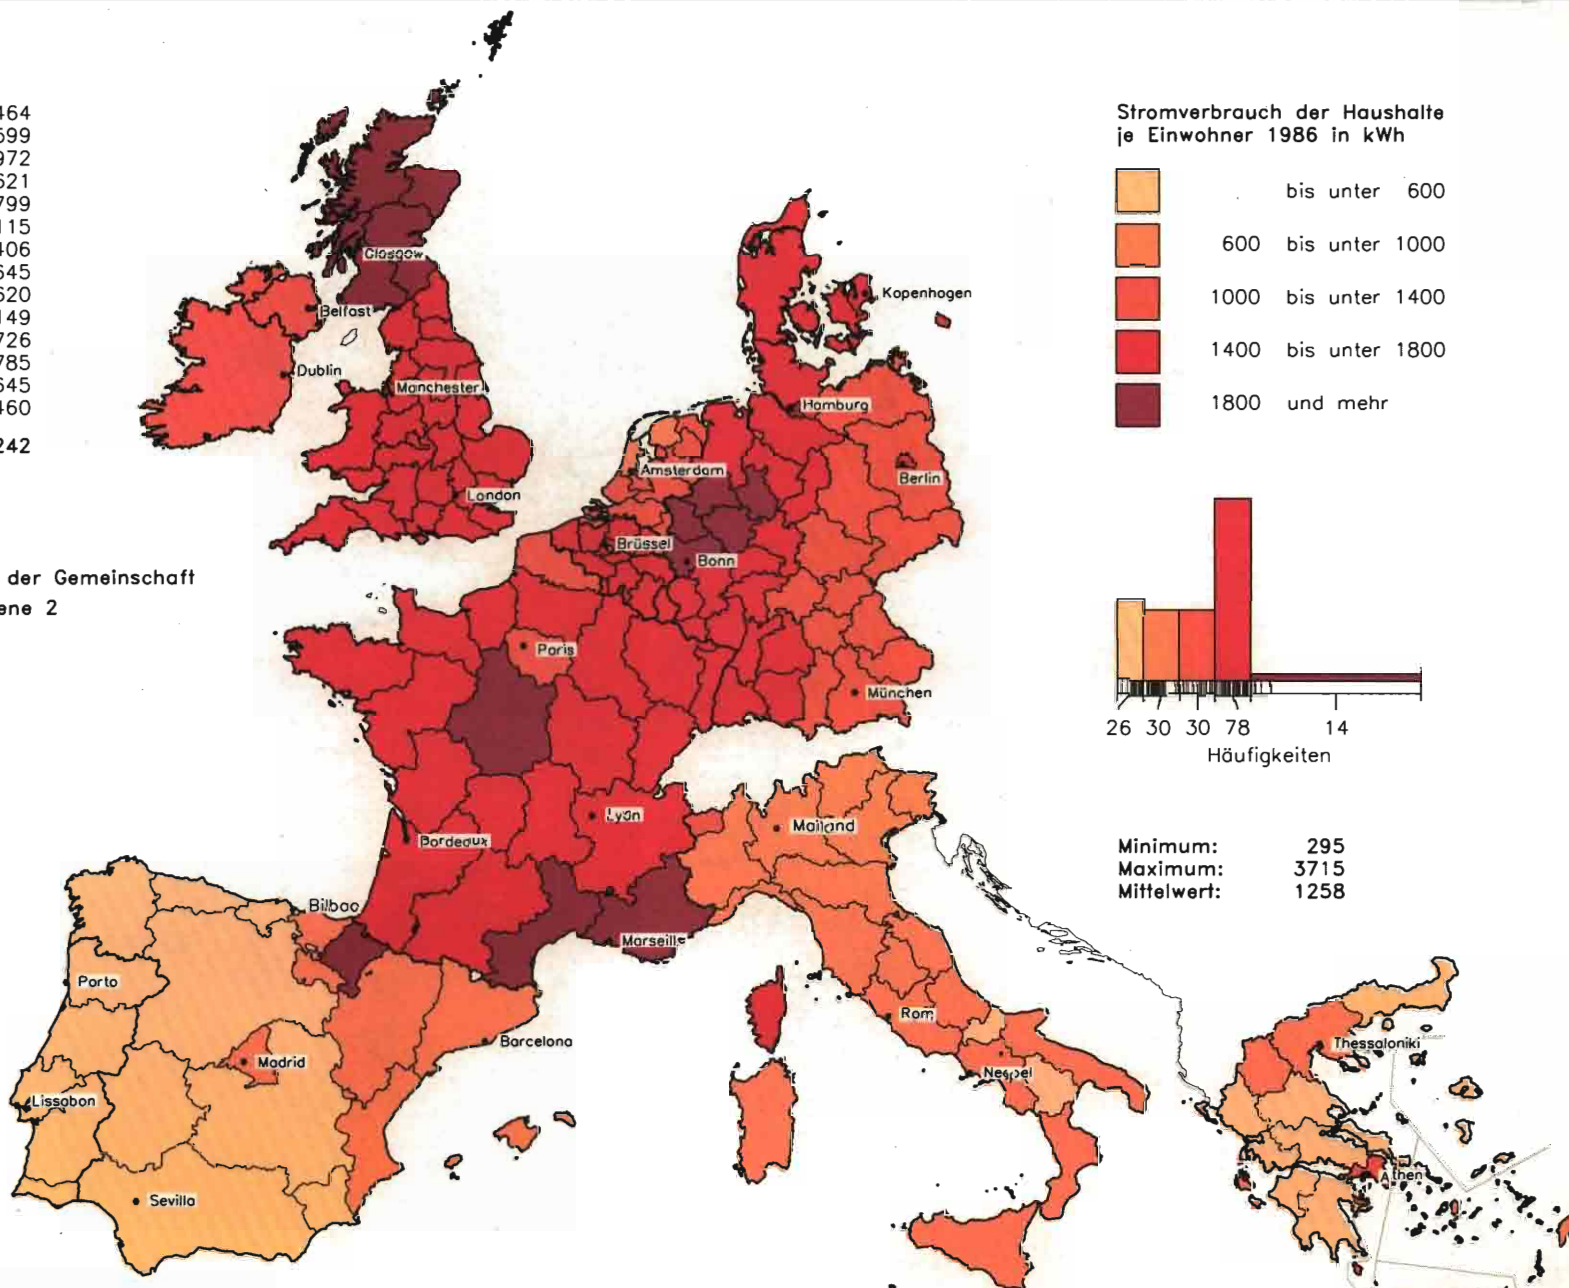 464
699
972
621
799
115
406
645
620
149
726
785
645
460
242
der Gemeinschaft
ene 2
Stromverbrauch der Haushalte
je Einwohner 1986 in kWh
. bis unter 600
600 bis unter 1000
1000 bis unter 1400
1400 bis unter 1800
1800 und mehr
26 30 30 78 14
Häufigkeiten
Minimum: 295
Maximum: 3715
Mittelwert: 1258
Glasgow
Belfast
Dublin
Manchester
London
Kopenhagen
Hamburg
Amsterdam
Berlin
Brüssel
Bonn
Paris
München
Lyon
Mailand
Bordeaux
Bilbao
Marseille
Porto
Barcelona
Rom
Madrid
Neapel
Thessaloniki
Lissabon
Sevilla
Athen